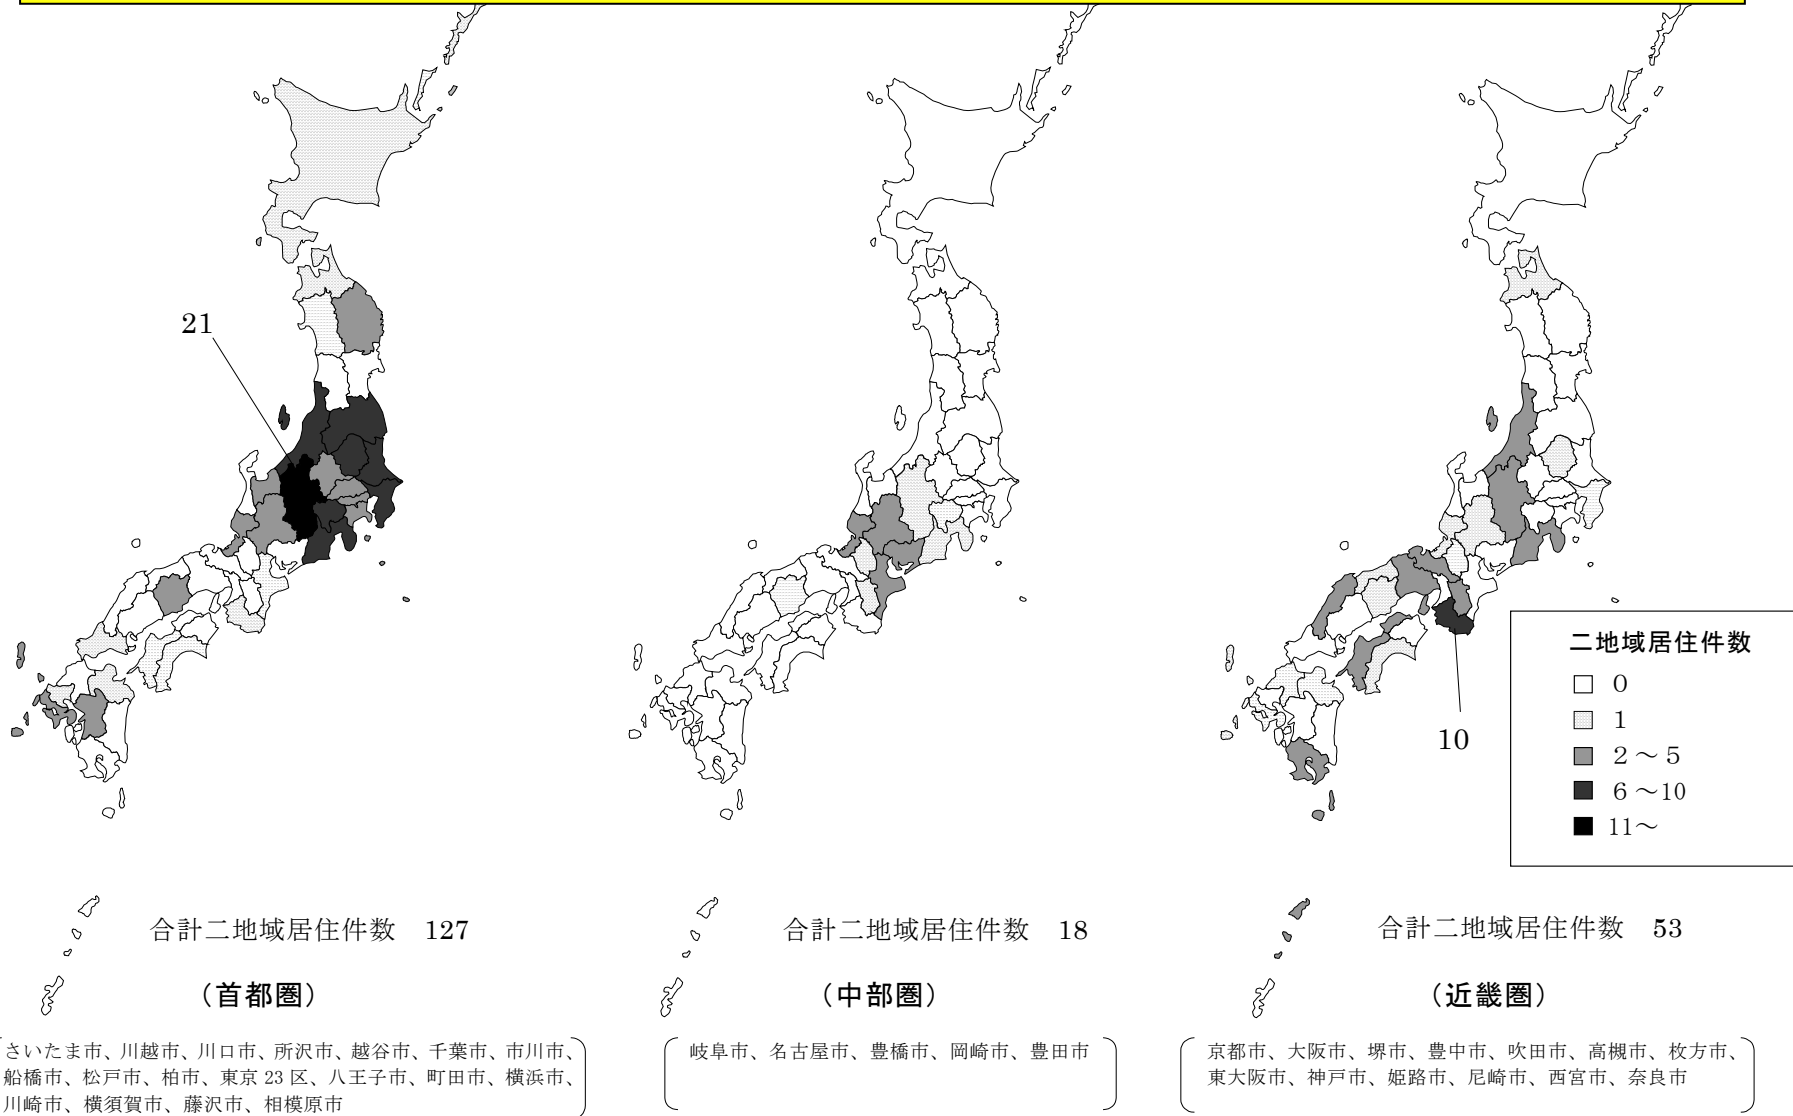 21
10
二地域居住件数
0
1
2～5
6～10
11～
合計二地域居住件数 127
合計二地域居住件数 18
合計二地域居住件数 53
（首都圏）
（中部圏）
（近畿圏）
さいたま市、川越市、川口市、所沢市、越谷市、千葉市、市川市、
船橋市、松戸市、柏市、東京 23 区、八王子市、町田市、横浜市、
川崎市、横須賀市、藤沢市、相模原市
岐阜市、名古屋市、豊橋市、岡崎市、豊田市
京都市、大阪市、堺市、豊中市、吹田市、高槻市、枚方市、
東大阪市、神戸市、姫路市、尼崎市、西宮市、奈良市